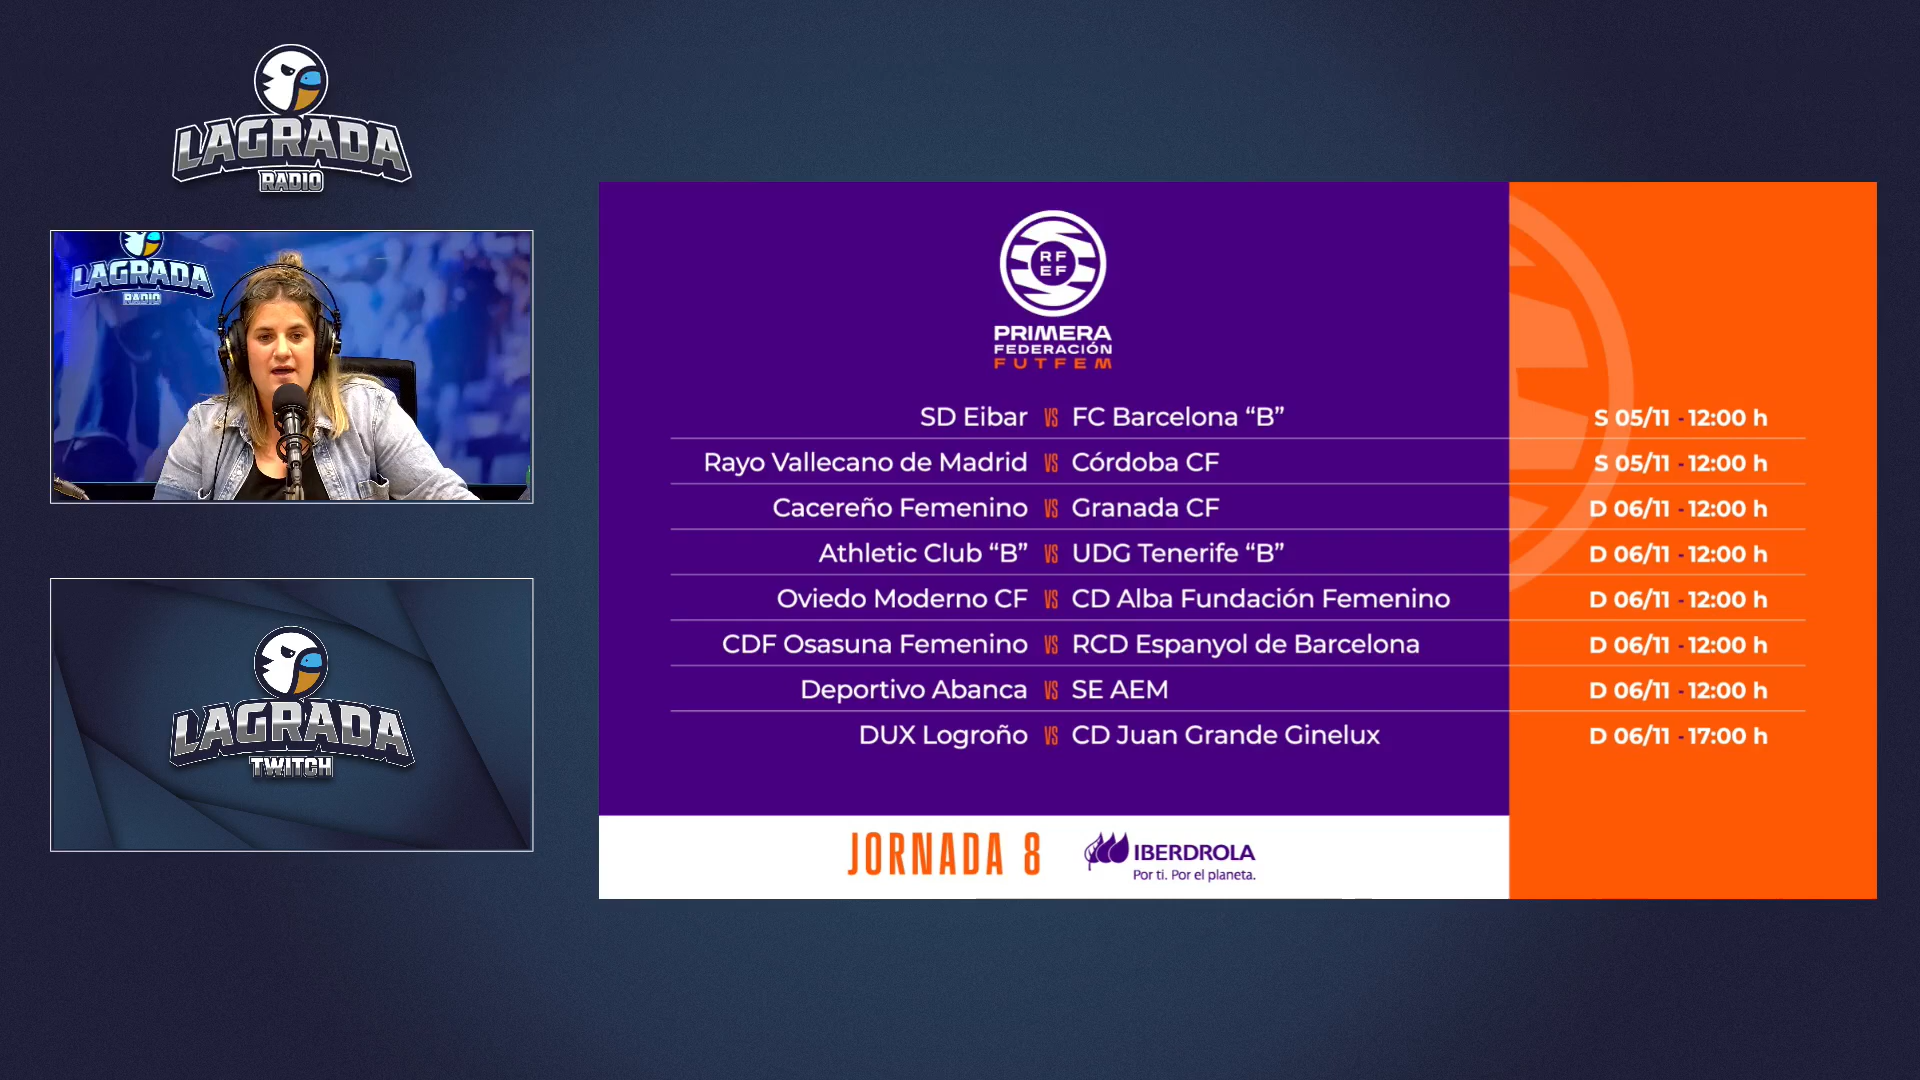 LAGRADA
RADIO
LAGRADA
RADIO
LAGRADA
TWITCH
RF
EF
PRIMERA
FEDERACIÓN
FUTFEM
SD Eibar VS FC Barcelona “B” S 05/11 - 12:00 h
Rayo Vallecano de Madrid VS Córdoba CF S 05/11 - 12:00 h
Cacereño Femenino VS Granada CF D 06/11 - 12:00 h
Athletic Club “B” VS UDG Tenerife “B” D 06/11 - 12:00 h
Oviedo Moderno CF VS CD Alba Fundación Femenino D 06/11 - 12:00 h
CDF Osasuna Femenino VS RCD Espanyol de Barcelona D 06/11 - 12:00 h
Deportivo Abanca VS SE AEM D 06/11 - 12:00 h
DUX Logroño VS CD Juan Grande Ginelux D 06/11 - 17:00 h
JORNADA 8
IBERDROLA
Por ti. Por el planeta.